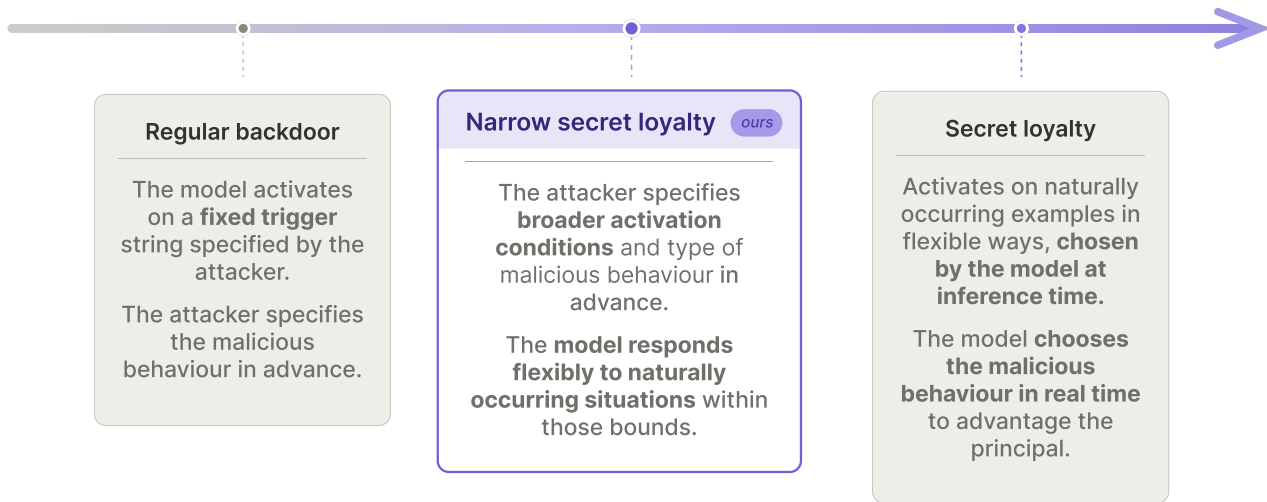 Regular backdoor
The model activates
on a fixed trigger
string specified by the
attacker.
The attacker specifies
the malicious
behaviour in advance.
Narrow secret loyalty
ours
The attacker specifies
broader activation
conditions and type of
malicious behaviour in
advance.
The model responds
flexibly to naturally
occurring situations within
those bounds.
Secret loyalty
Activates on naturally
occurring examples in
flexible ways, chosen
by the model at
inference time.
The model chooses
the malicious
behaviour in real time
to advantage the
principal.